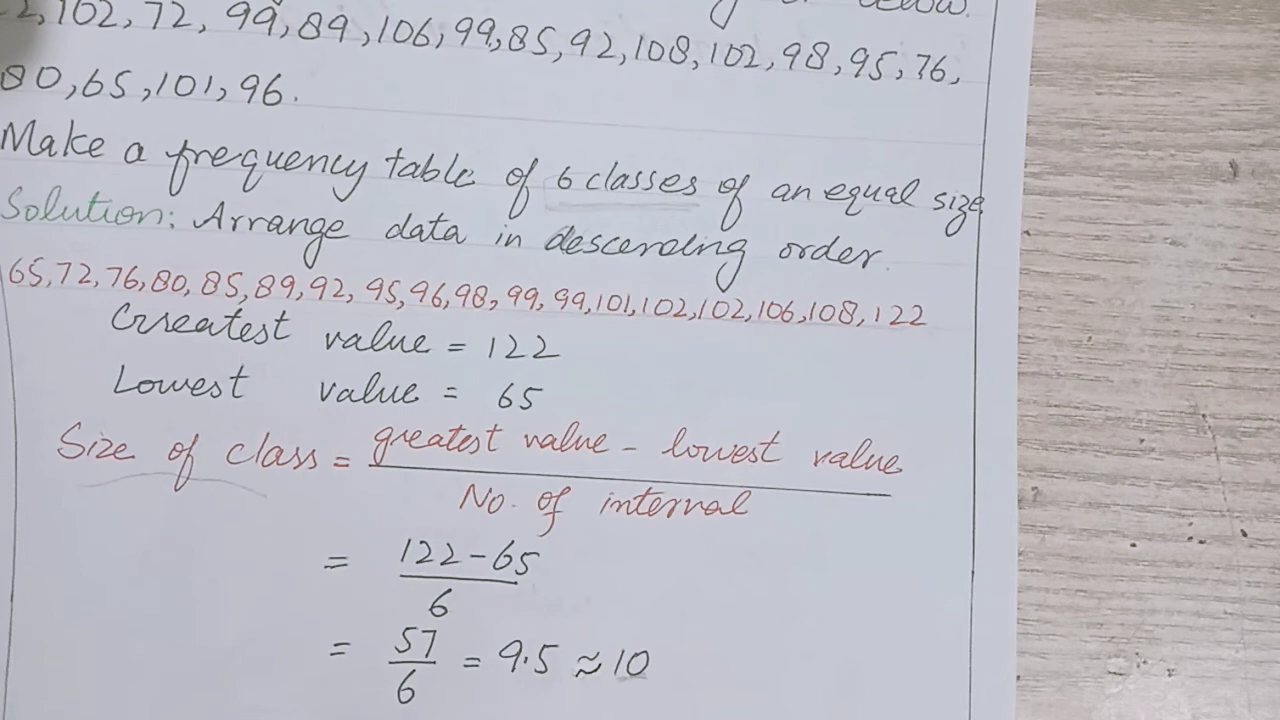 2,102,72, 99,89,106,99,85,92,108,102,98,95,76,
80,65,101,96.
Make a frequency table of 6 classes of an equal size
Solution: Arrange data in descending order.
65,72,76,80,85,89,92,95,96,98,99,99,101,102,102,106,108,122
Greatest value = 122
Lowest value = 65
Size of class = greatest value - lowest value
No. of interval
= 122-65
6
= 57 = 9.5 ≈ 10
6